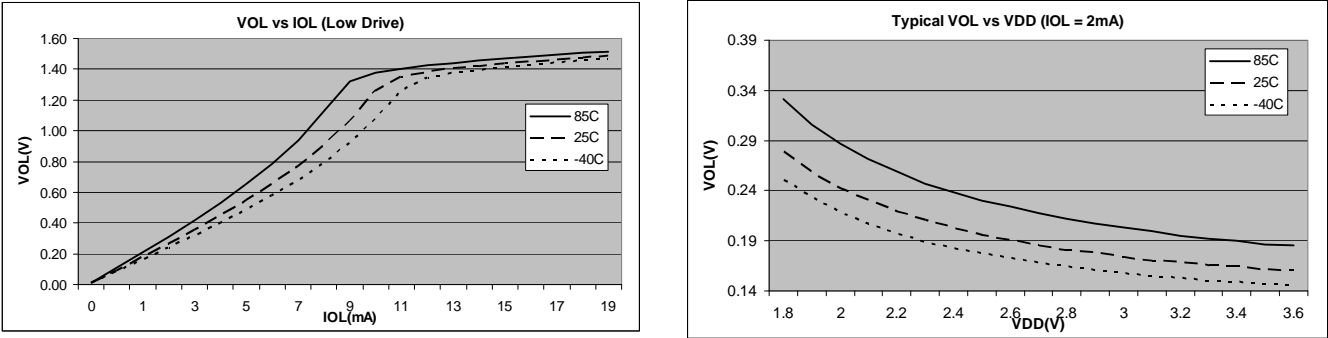 VOL vs IOL (Low Drive)
1.60
1.40
1.20
1.00
0.80
0.60
0.40
0.20
0.00
VOL(V)
85C
25C
-40C
0 1 3 5 7 9 11 13 15 17 19
IOL(mA)
Typical VOL vs VDD (IOL = 2mA)
0.39
0.34
0.29
0.24
0.19
0.14
VOL(V)
85C
25C
-40C
1.8 2 2.2 2.4 2.6 2.8 3 3.2 3.4 3.6
VDD(V)